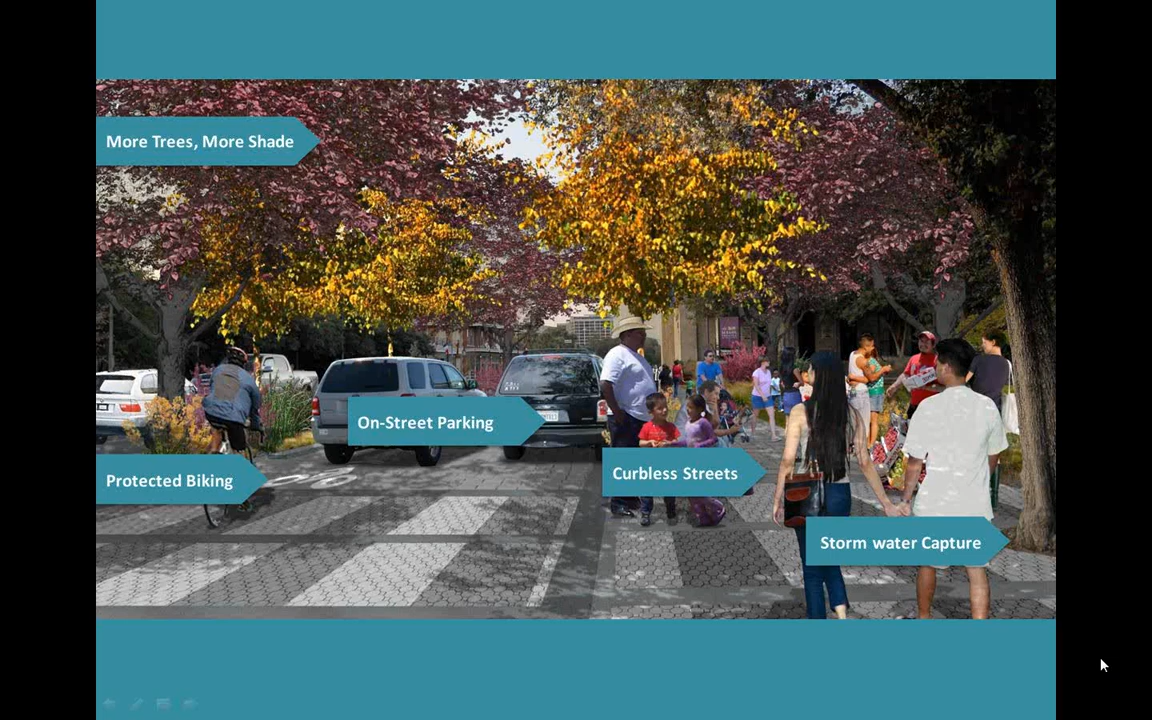 More Trees, More Shade
On-Street Parking
Curbless Streets
Protected Biking
Storm water Capture